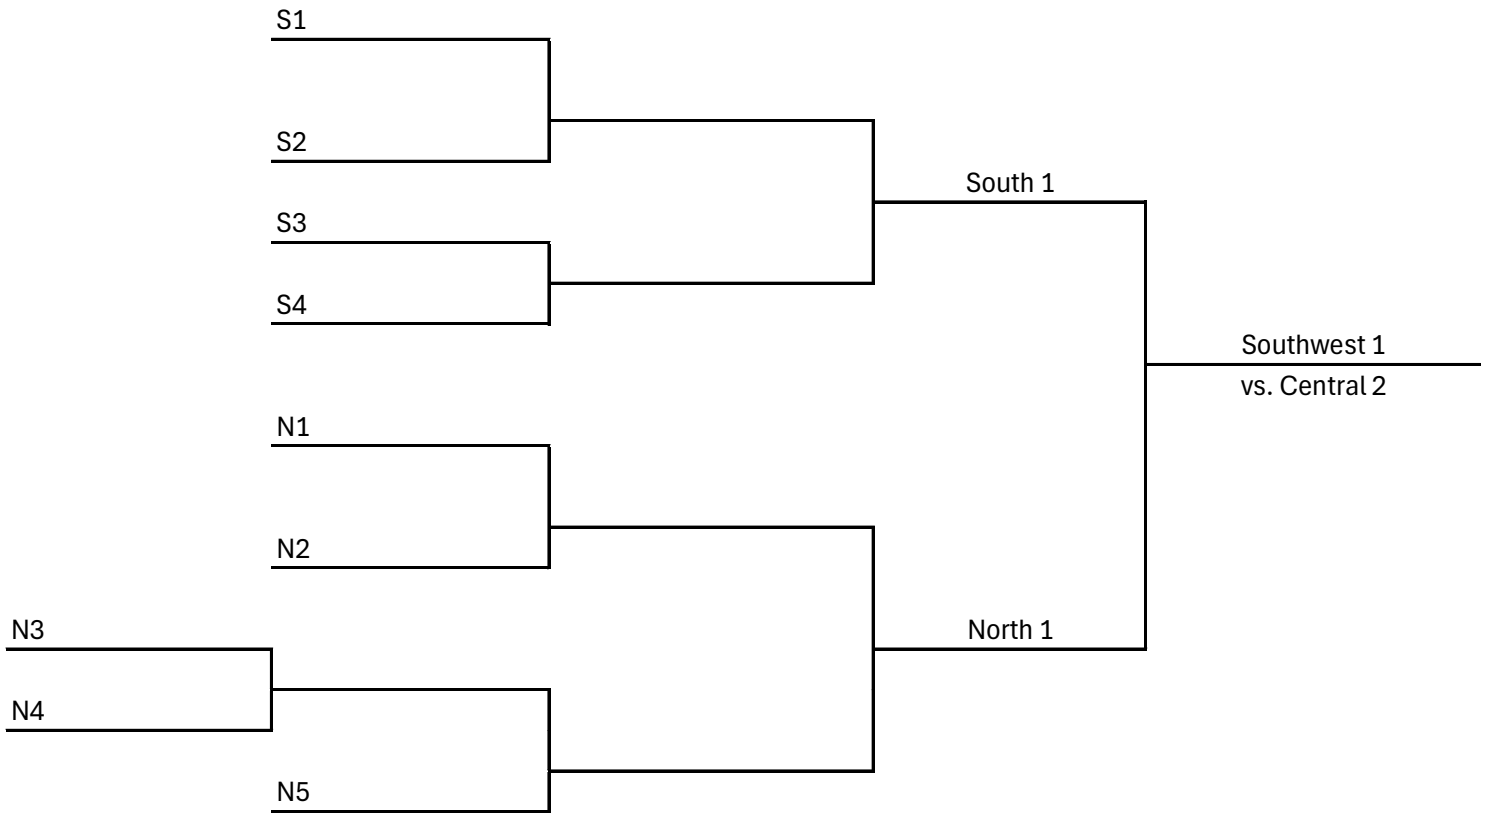 S1
S2
South 1
S3
S4
Southwest 1
vs. Central 2
N1
N2
N3
North 1
N4
N5